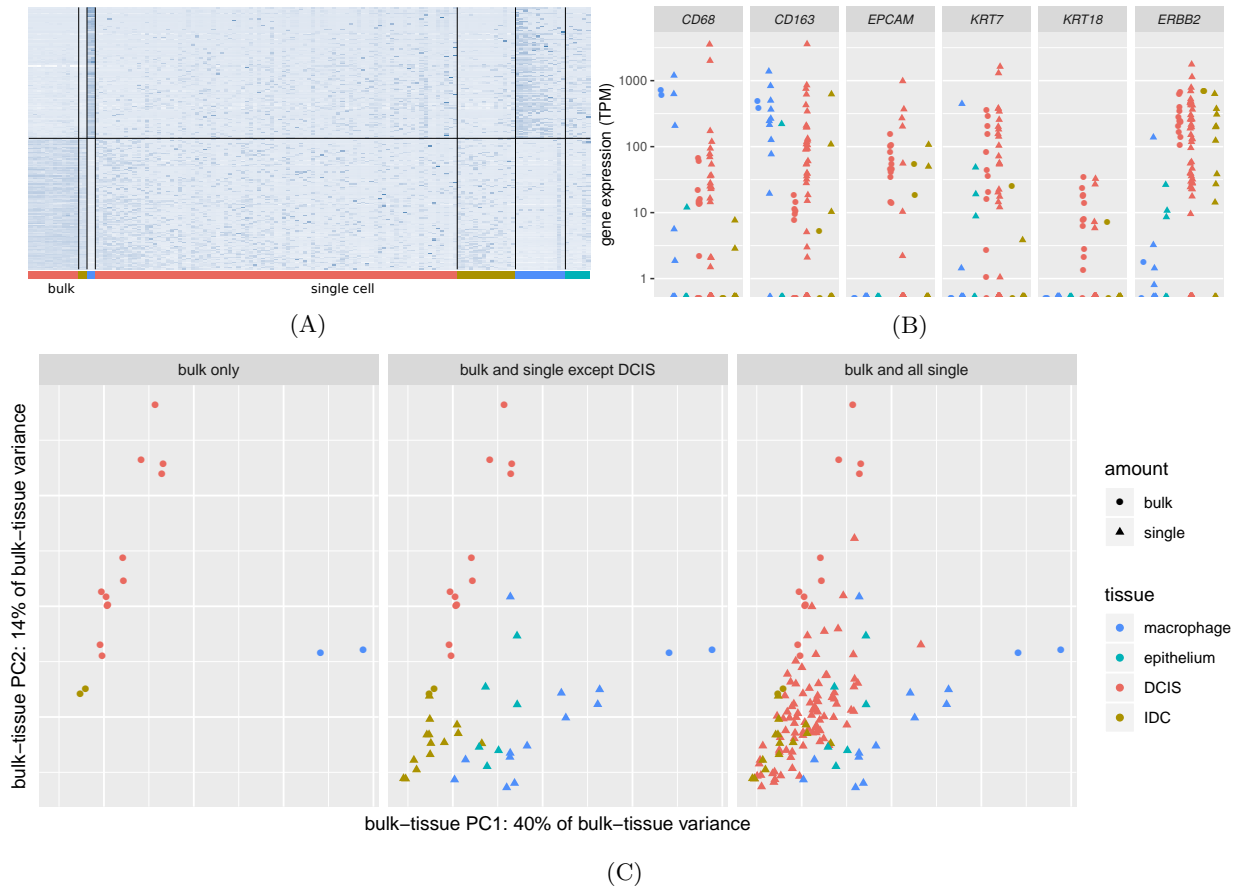 bulk
single cell
(A)
CD68 CD163 EPCAM KRT7 KRT18 ERBB2
gene expression (TPM)
1000
100
10
1
(B)
bulk only
bulk and single except DCIS
bulk and all single
bulk−tissue PC2: 14% of bulk−tissue variance
bulk−tissue PC1: 40% of bulk−tissue variance
amount
bulk
single
tissue
macrophage
epithelium
DCIS
IDC
(C)